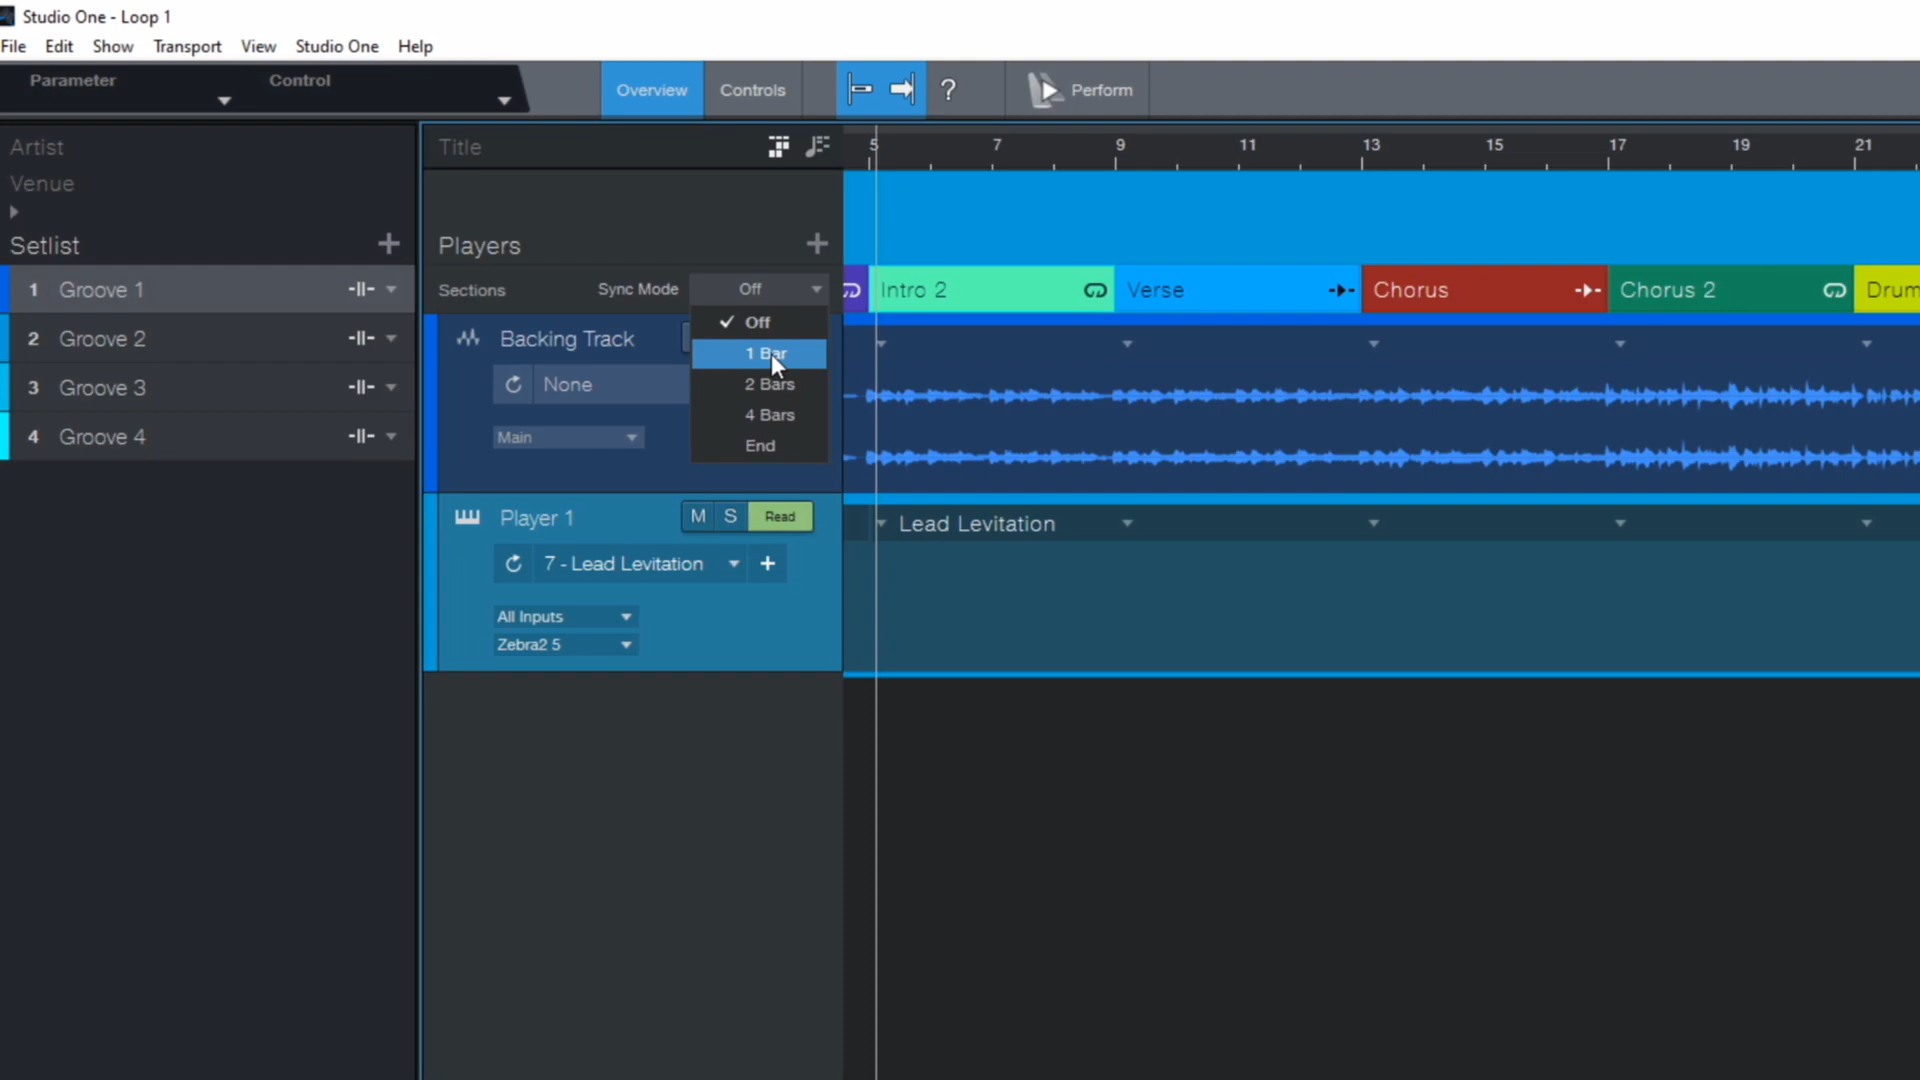 Studio One - Loop 1
File Edit Show Transport View Studio One Help
Parameter Control
Overview Controls ? Perform
Artist
Venue
Setlist
1 Groove 1
2 Groove 2
3 Groove 3
4 Groove 4
Title
Players
Sections Sync Mode Off
Off
1 Bar
2 Bars
4 Bars
End
Backing Track
None
Main
Player 1 M S Read
7 - Lead Levitation
All Inputs
Zebra2 5
5 7 9 11 13 15 17 19 21
Intro 2 Verse Chorus Chorus 2 Drum
Lead Levitation